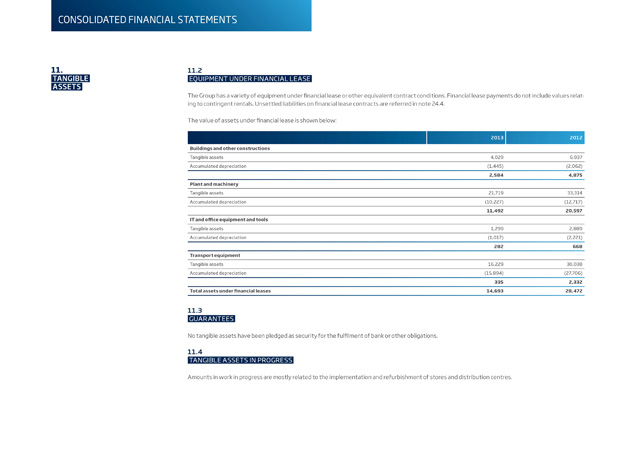 CONSOLIDATED FINANCIAL STATEMENTS
11.
TANGIBLE
ASSETS
11.2
EQUIPMENT UNDER FINANCIAL LEASE
The Group has a variety of equipment under financial lease or other equivalent contract conditions. Financial lease payments do not include values relat-
ing to contingent rentals. Unsettled liabilities on financial lease contracts are referred in note 24.4.
The value of assets under financial lease is shown below:
2013 2012
Buildings and other constructions
Tangible assets 4,029 6,937
Accumulated depreciation (1,445) (2,062)
2,584 4,875
Plant and machinery
Tangible assets 21,719 33,314
Accumulated depreciation (10,227) (12,717)
11,492 20,597
IT and office equipment and tools
Tangible assets 1,299 2,889
Accumulated depreciation (1,017) (2,221)
282 668
Transport equipment
Tangible assets 16,229 30,038
Accumulated depreciation (15,894) (27,706)
335 2,332
Total assets under financial leases 14,693 28,472
11.3
GUARANTEES
No tangible assets have been pledged as security for the fulfilment of bank or other obligations.
11.4
TANGIBLE ASSETS IN PROGRESS
Amounts in work in progress are mostly related to the implementation and refurbishment of stores and distribution centres.